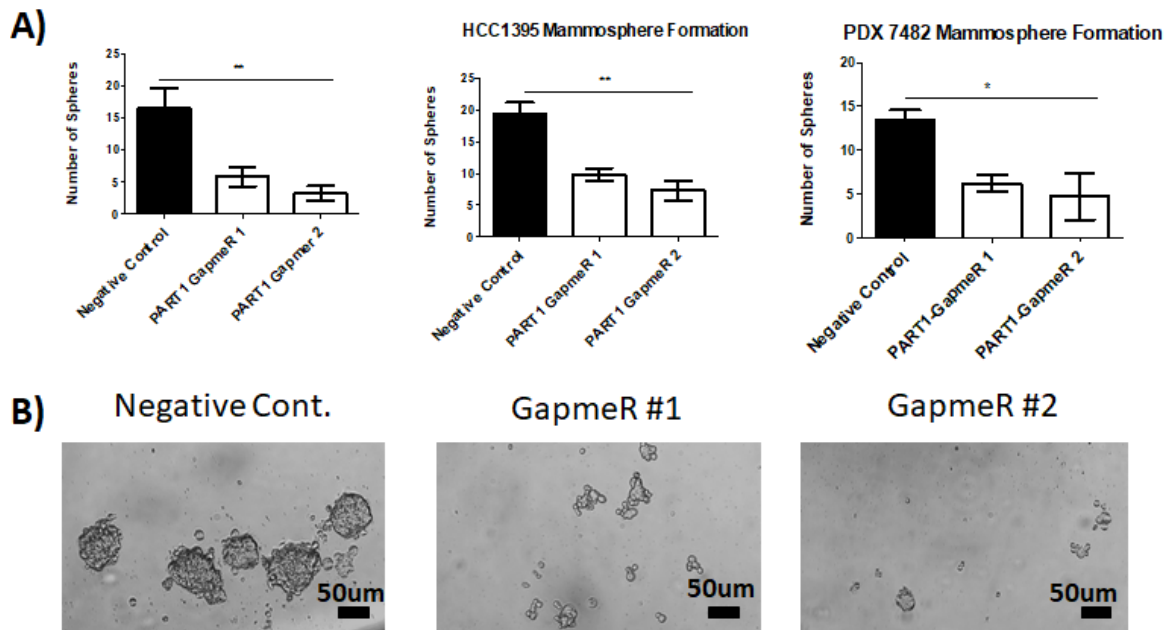 A)
Number of Spheres
25
20
15
10
5
0
**
Negative Control
PART1 GapmeR 1
PART1 Gapmer 2
HCC1395 Mammosphere Formation
Number of Spheres
25
20
15
10
5
0
**
Negative Control
PART1 GapmeR 1
PART1 GapmeR 2
PDX 7482 Mammosphere Formation
Number of Spheres
20
15
10
5
0
*
Negative Control
PART1-GapmeR 1
PART1-GapmeR 2
B)
Negative Cont.
GapmeR #1
GapmeR #2
50um
50um
50um